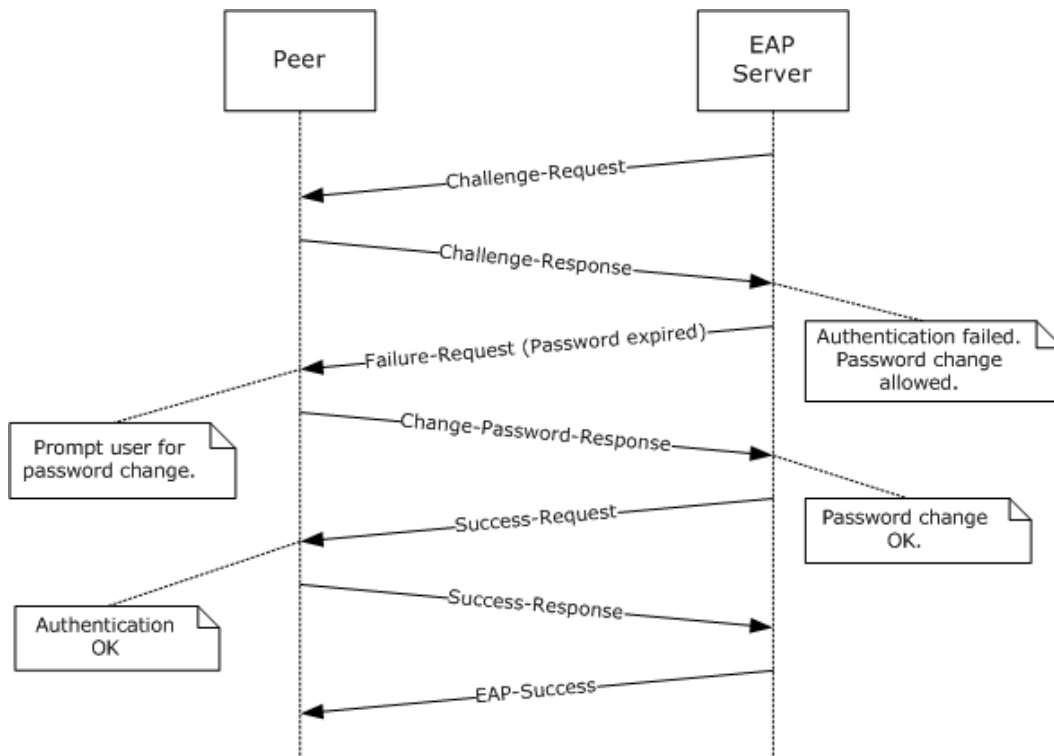 Peer
EAP
Server
Challenge-Request
Challenge-Response
Authentication failed.
Password change
allowed.
Failure-Request (Password expired)
Change-Password-Response
Prompt user for
password change.
Success-Request
Password change
OK.
Success-Response
Authentication
OK
EAP-Success